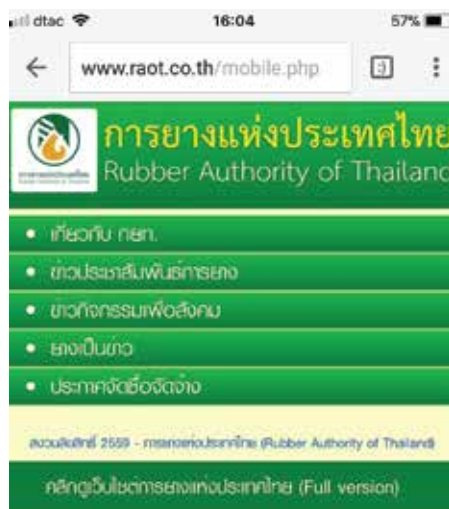 dtac 16:04 57%
www.raot.co.th/mobile.php
การยางแห่งประเทศไทย
Rubber Authority of Thailand
เกี่ยวกับ กยท.
ข่าวประชาสัมพันธ์การยาง
ข่าวกิจกรรมเพื่อสังคม
ยางเป็นข่าว
ประกาศจัดซื้อจัดจ้าง
สงวนลิขสิทธิ์ 2559 - การยางแห่งประเทศไทย (Rubber Authority of Thailand)
คลิกดูเว็บไซต์การยางแห่งประเทศไทย (Full version)